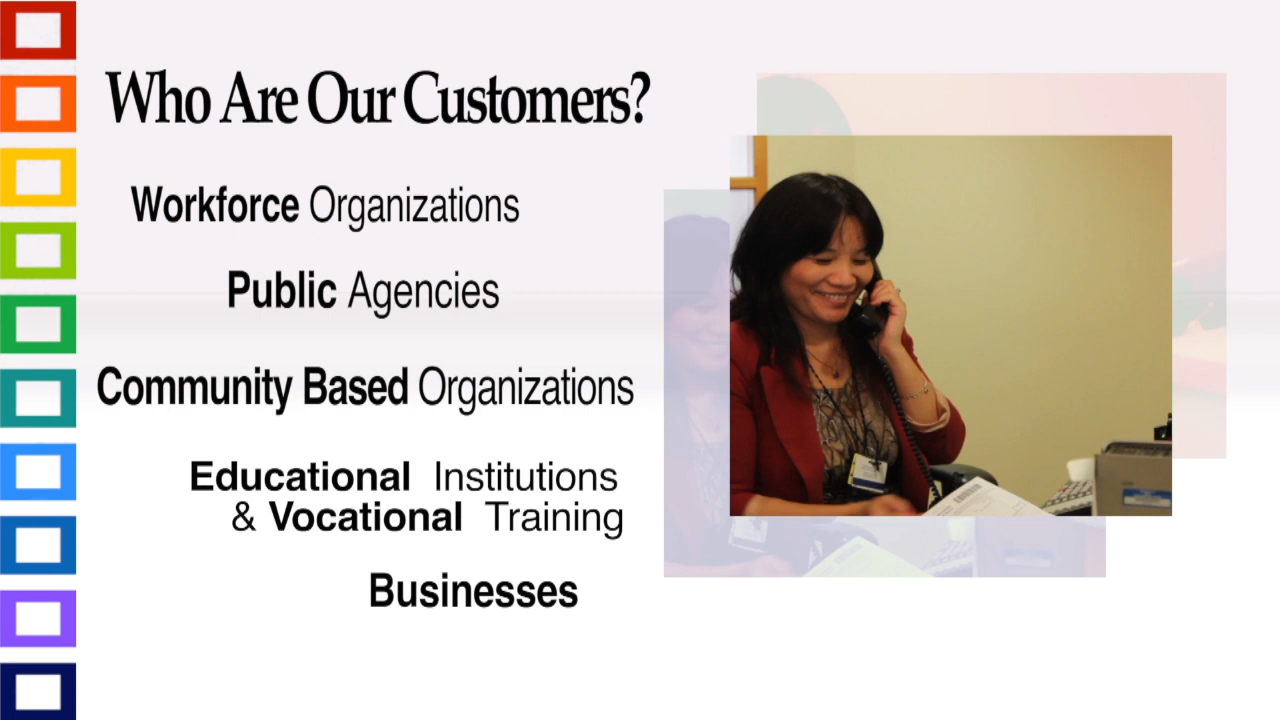 Who Are Our Customers?
Workforce Organizations
Public Agencies
Community Based Organizations
Educational Institutions
& Vocational Training
Businesses